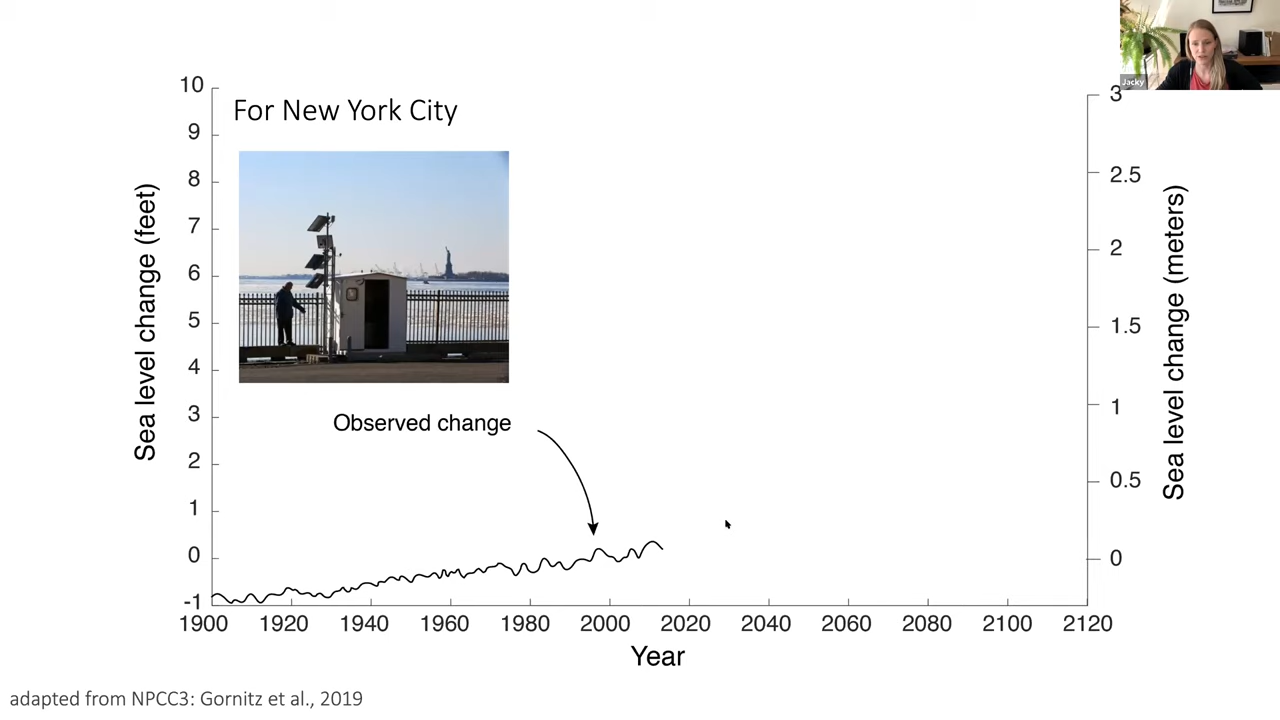 Jacky
For New York City
10
9
8
7
6
5
4
3
2
1
0
-1
Sea level change (feet)
Observed change
3
2.5
2
1.5
1
0.5
0
Sea level change (meters)
1900 1920 1940 1960 1980 2000 2020 2040 2060 2080 2100 2120
Year
adapted from NPCC3: Gornitz et al., 2019